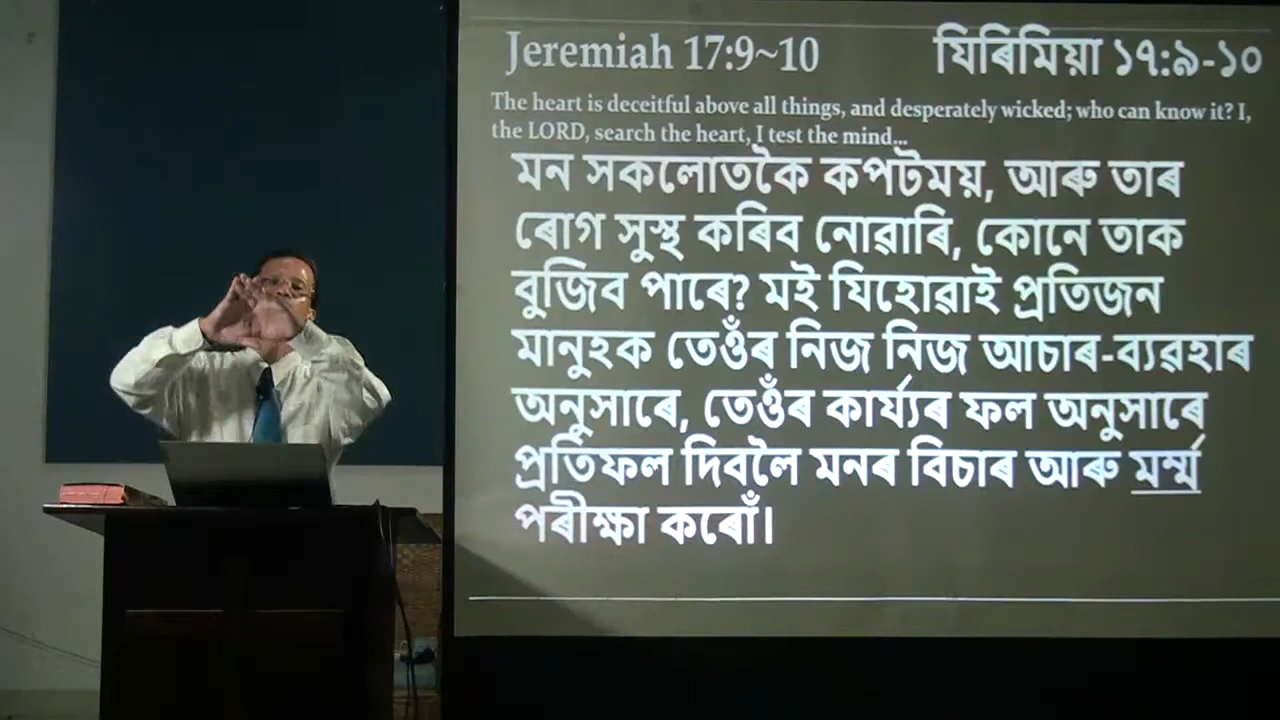 Jeremiah 17:9~10
যিৰিমিয়া ১৭:৯-১০
The heart is deceitful above all things, and desperately wicked; who can know it? I,
the LORD, search the heart, I test the mind...
মন সকলোতকৈ কপটময়, আৰু তাৰ
ৰোগ সুস্থ কৰিব নোৱাৰি, কোনে তাক
বুজিব পাৰে? মই যিহোৱাই প্ৰতিজন
মানুহক তেওঁৰ নিজ নিজ আচাৰ-ব্যৱহাৰ
অনুসাৰে, তেওঁৰ কাৰ্য্যৰ ফল অনুসাৰে
প্ৰতিফল দিবলৈ মনৰ বিচাৰ আৰু মৰ্ম্ম
পৰীক্ষা কৰোঁ।